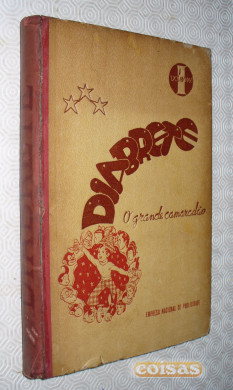 DIABRETE
O grande camaradão
EMPRESA NACIONAL DE PUBLICIDADE
coisas